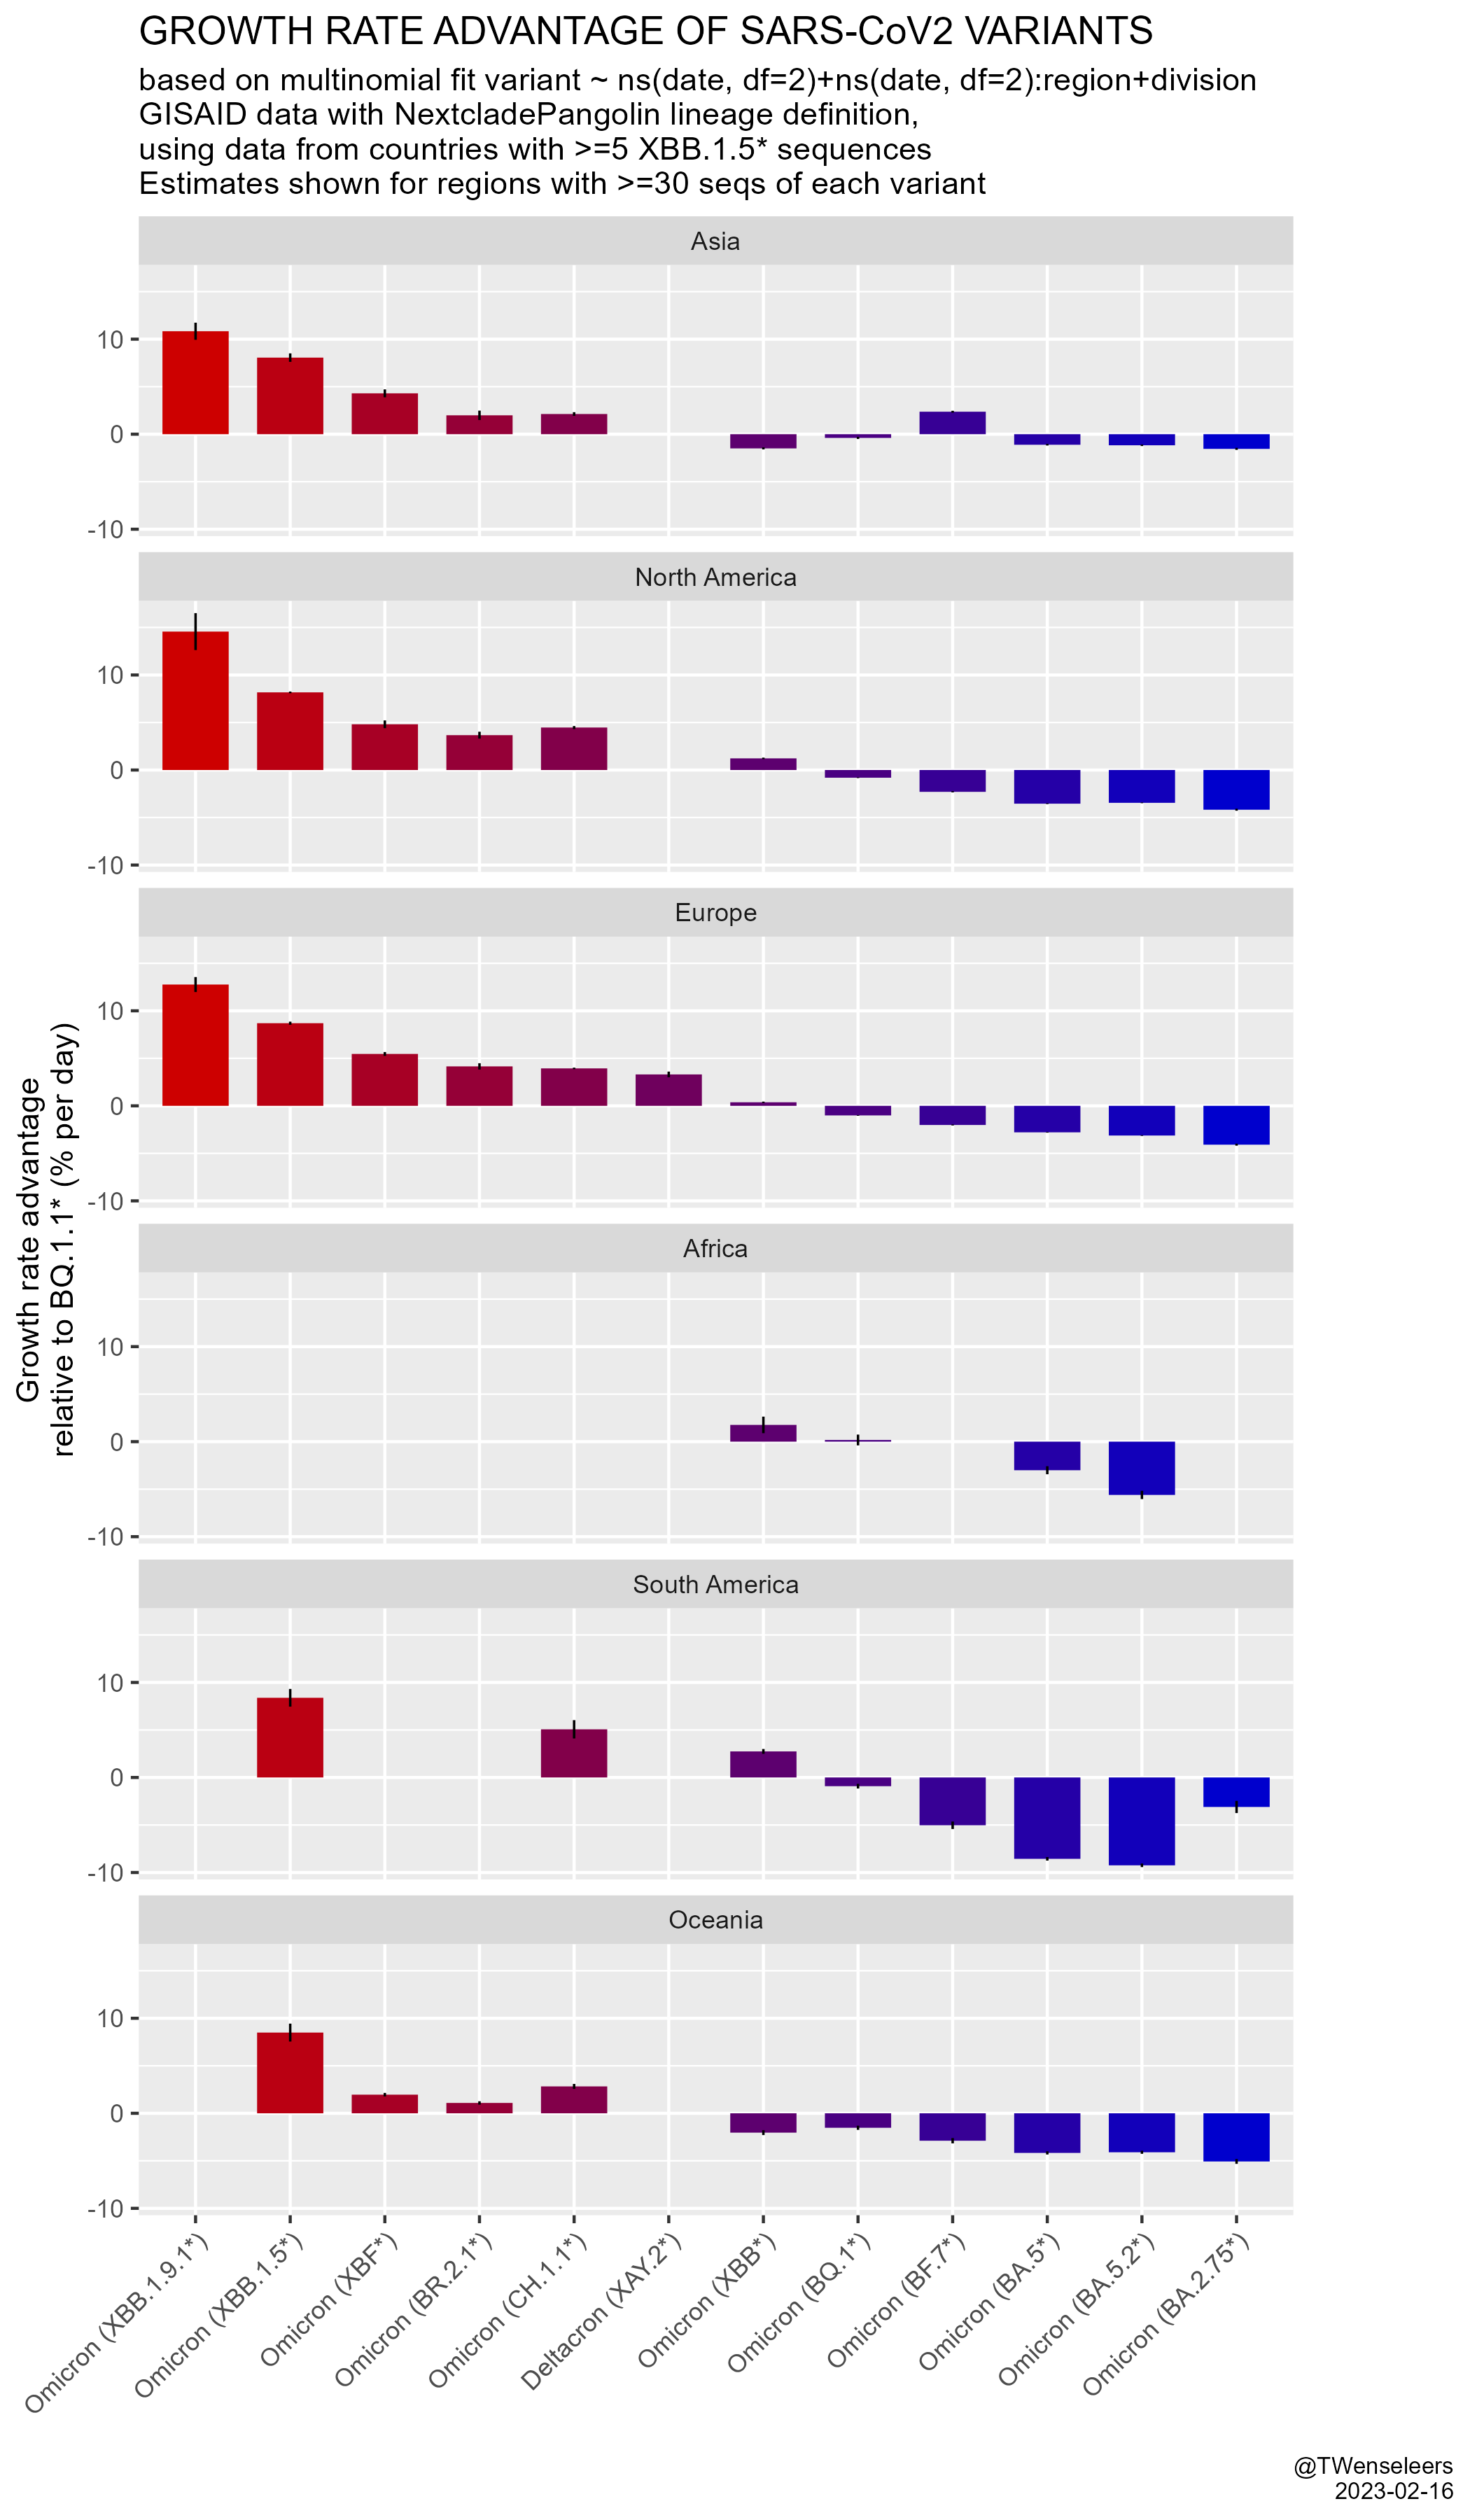 GROWTH RATE ADVANTAGE OF SARS-CoV2 VARIANTS
based on multinomial fit variant ~ ns(date, df=2)+ns(date, df=2):region+division
GISAID data with NextcladePangolin lineage definition,
using data from countries with >=5 XBB.1.5* sequences
Estimates shown for regions with >=30 seqs of each variant
Asia
10
0
-10
North America
10
0
-10
Europe
10
0
-10
Africa
10
0
-10
South America
10
0
-10
Oceania
10
0
-10
Growth rate advantage
relative to BQ.1.1* (% per day)
Omicron (XBB.1.9.1*)
Omicron (XBB.1.5*)
Omicron (XBF*)
Omicron (BR.2.1*)
Omicron (CH.1.1*)
Deltacron (XAY.2*)
Omicron (XBB*)
Omicron (BQ.1*)
Omicron (BF.7*)
Omicron (BA.5*)
Omicron (BA.5.2*)
Omicron (BA.2.75*)
@TWenseleers
2023-02-16